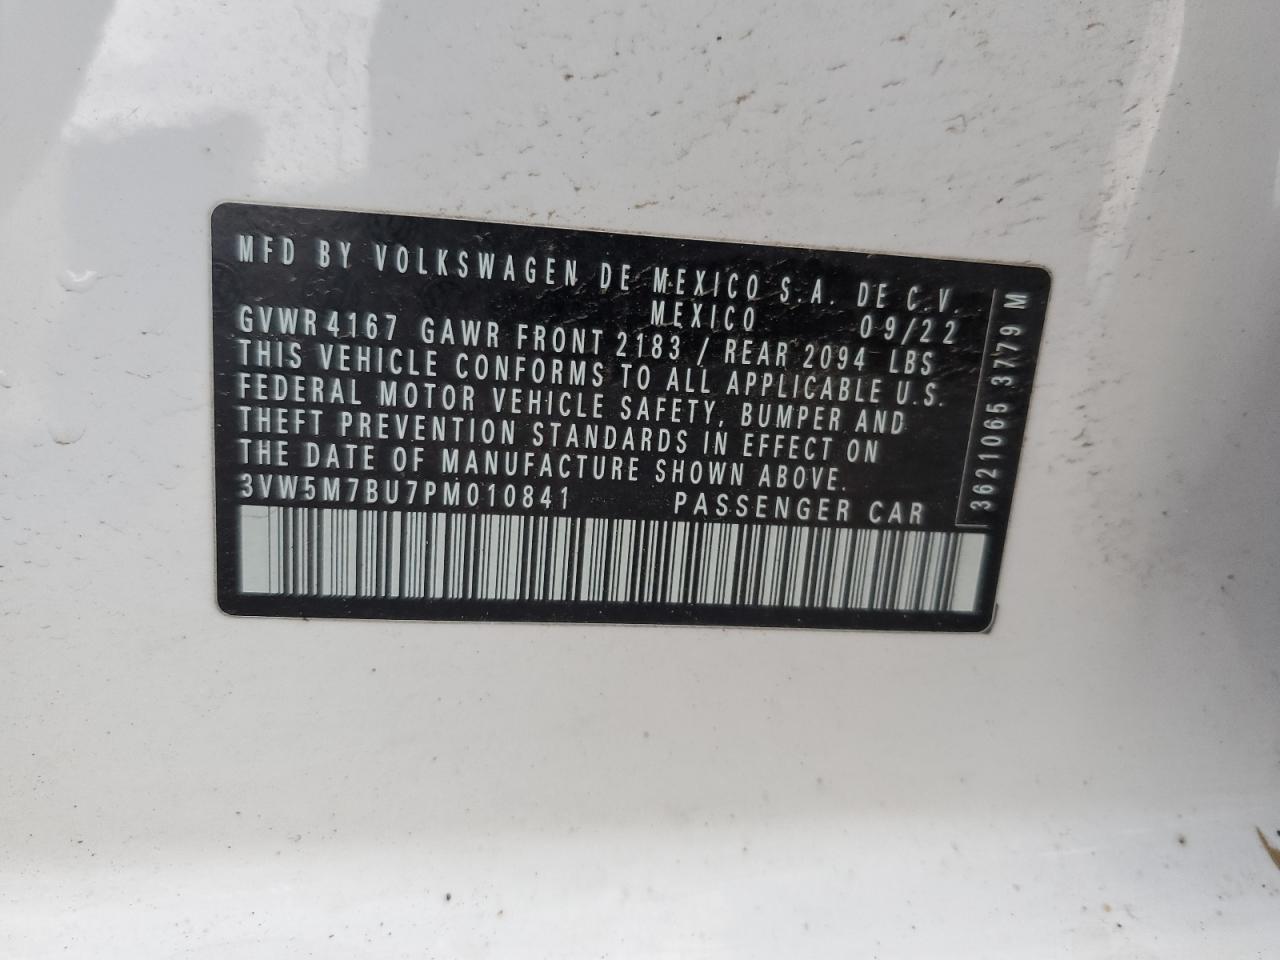 MFD BY VOLKSWAGEN DE MEXICO S.A. DE C.V.
MEXICO 09/22
GVWR 4167 GAWR FRONT 2183 / REAR 2094 LBS
THIS VEHICLE CONFORMS TO ALL APPLICABLE U.S.
FEDERAL MOTOR VEHICLE SAFETY, BUMPER AND
THEFT PREVENTION STANDARDS IN EFFECT ON
THE DATE OF MANUFACTURE SHOWN ABOVE.
3VW5M7BU7PM010841 PASSENGER CAR
3621065 3779 M